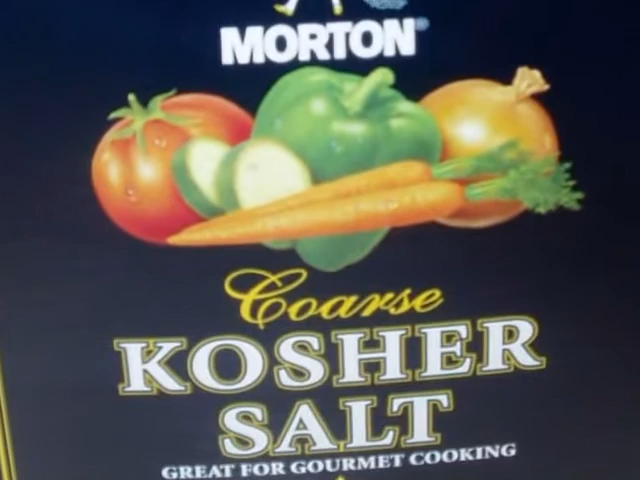 MORTON®
Coarse
KOSHER
SALT
GREAT FOR GOURMET COOKING